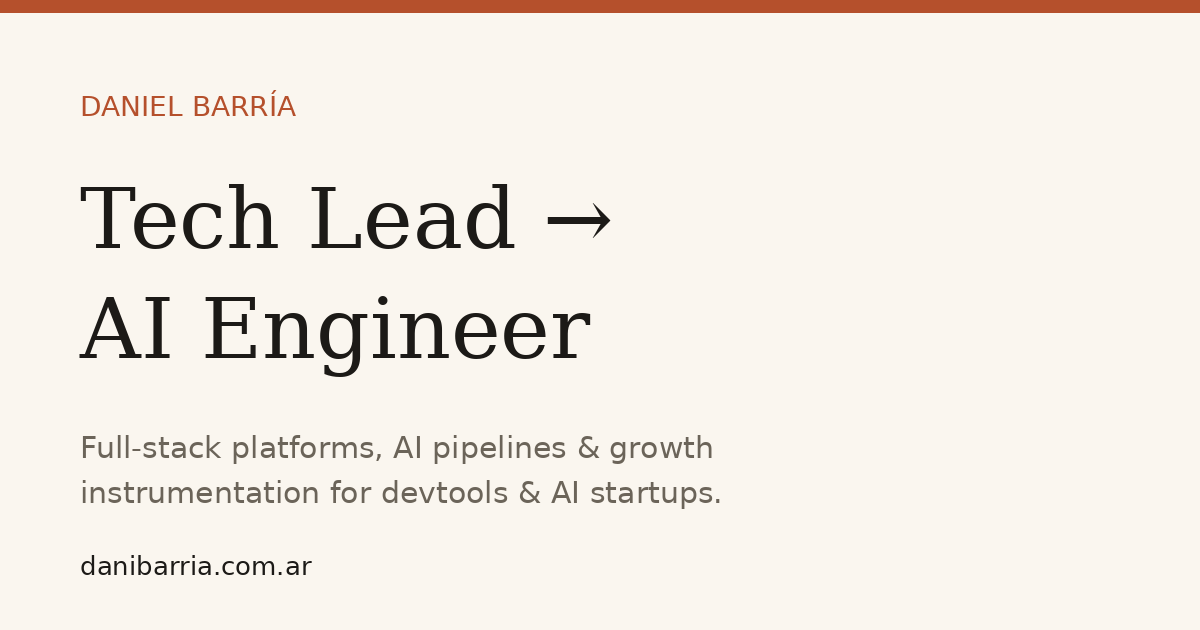 DANIEL BARRÍA
Tech Lead →
AI Engineer
Full-stack platforms, AI pipelines & growth
instrumentation for devtools & AI startups.
danibarria.com.ar